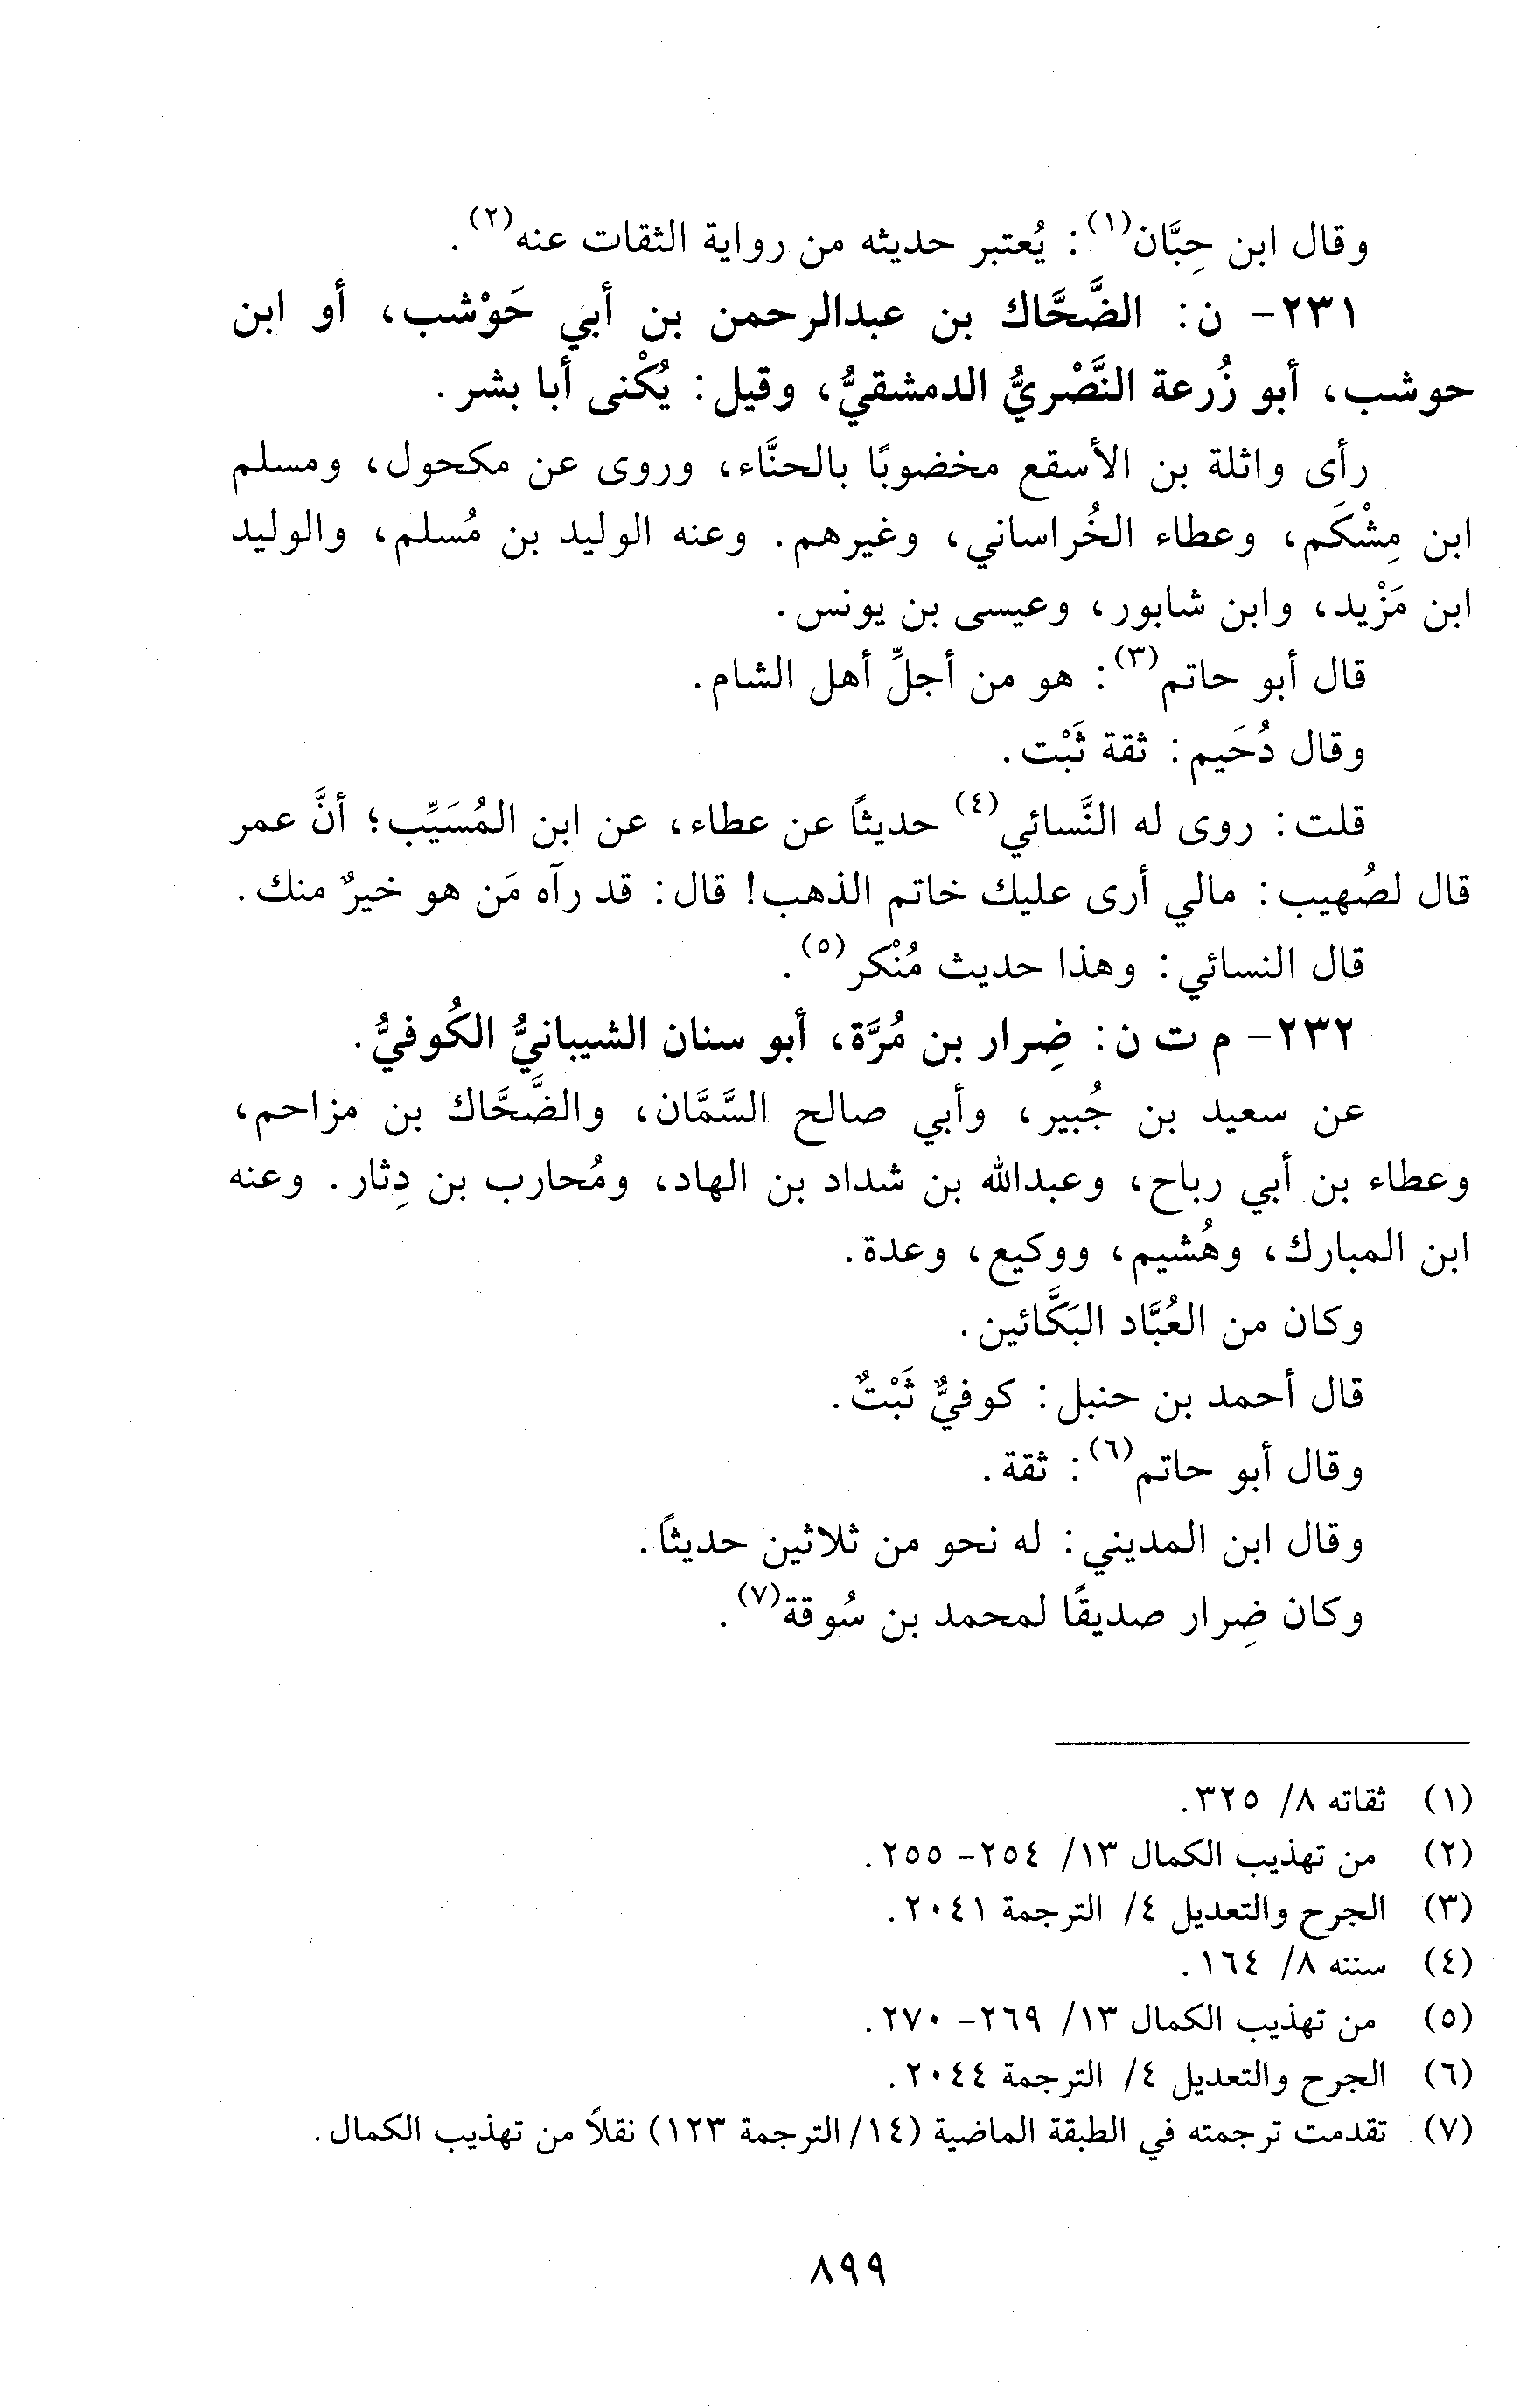 وقال ابن حِبَّان(١): يُعتبر حديثه من رواية الثقات عنه(٢).
٢٣١- ن: الضَّحَّاك بن عبدالرحمن بن أبي حَوْشب، أو ابن
حوشب، أبو زُرعة النَّصْريُّ الدمشقيُّ، وقيل: يُكْنى أبا بشر.
رأى واثلة بن الأسقع مخضوبًا بالحنَّاء، وروى عن مكحول، ومسلم
ابن مِشْكَم، وعطاء الخُراساني، وغيرهم. وعنه الوليد بن مُسلم، والوليد
ابن مَزْيد، وابن شابور، وعيسى بن يونس.
قال أبو حاتم(٣): هو من أجلِّ أهل الشام.
وقال دُحَيم: ثقة ثَبْت.
قلت: روى له النَّسائي(٤) حديثًا عن عطاء، عن ابن المُسَيِّب؛ أنَّ عمر
قال لصُهيب: مالي أرى عليك خاتم الذهب! قال: قد رآه مَن هو خيرٌ منك.
قال النسائي: وهذا حديث مُنْكر(٥).
٢٣٢- م ت ن: ضِرار بن مُرَّة، أبو سنان الشيبانيُّ الكُوفيُّ.
عن سعيد بن جُبير، وأبي صالح السَّمَّان، والضَّحَّاك بن مزاحم،
وعطاء بن أبي رباح، وعبدالله بن شداد بن الهاد، ومُحارب بن دِثار. وعنه
ابن المبارك، وهُشيم، ووكيع، وعدة.
وكان من العُبَّاد البَكَّائين.
قال أحمد بن حنبل: كوفيٌّ ثَبْتٌ.
وقال أبو حاتم(٦): ثقة.
وقال ابن المديني: له نحو من ثلاثين حديثًا.
وكان ضِرار صديقًا لمحمد بن سُوقة(٧).
(١) ثقاته ٨/ ٣٢٥.
(٢) من تهذيب الكمال ١٣/ ٢٥٤- ٢٥٥.
(٣) الجرح والتعديل ٤/ الترجمة ٢٠٤١.
(٤) سننه ٨/ ١٦٤.
(٥) من تهذيب الكمال ١٣/ ٢٦٩- ٢٧٠.
(٦) الجرح والتعديل ٤/ الترجمة ٢٠٤٤.
(٧) تقدمت ترجمته في الطبقة الماضية (١٤/ الترجمة ١٢٣) نقلاً من تهذيب الكمال.
٨٩٩